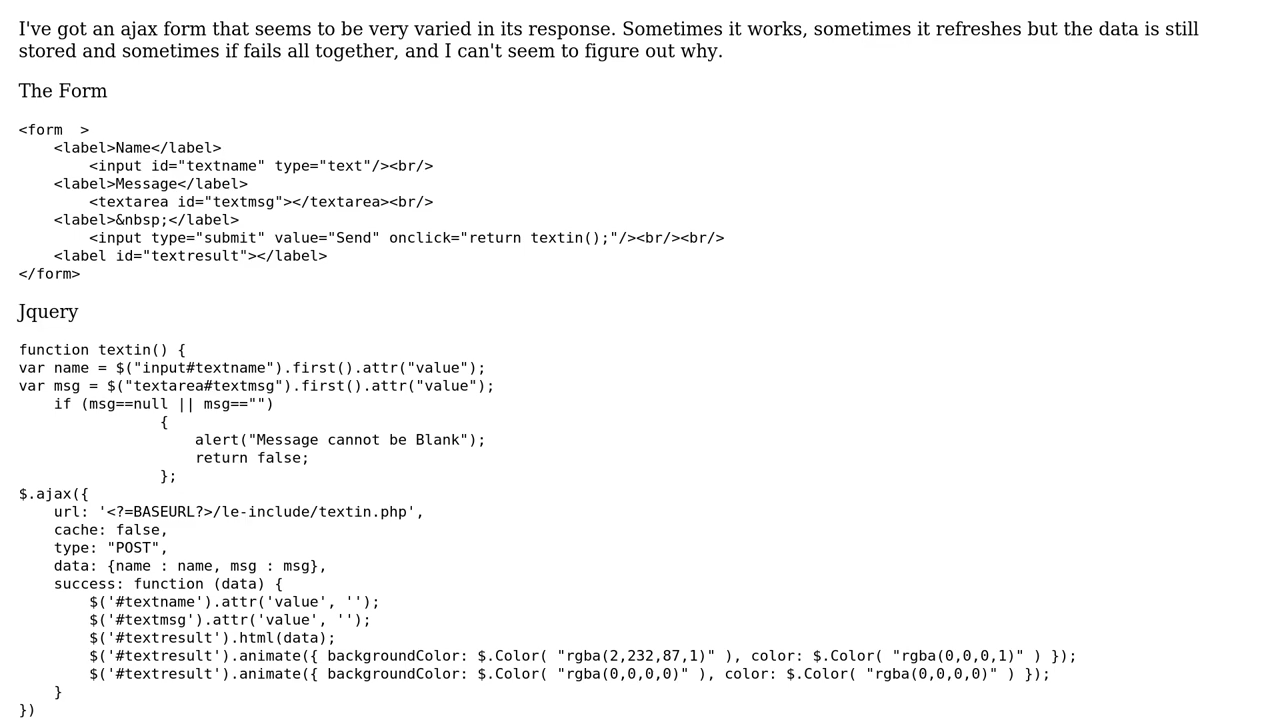 I've got an ajax form that seems to be very varied in its response. Sometimes it works, sometimes it refreshes but the data is still
stored and sometimes if fails all together, and I can't seem to figure out why.
The Form
<form  >
    <label>Name</label>
        <input id="textname" type="text"/><br/>
    <label>Message</label>
        <textarea id="textmsg"></textarea><br/>
    <label>&nbsp;</label>
        <input type="submit" value="Send" onclick="return textin();"/><br/><br/>
    <label id="textresult"></label>
</form>
Jquery
function textin() {
var name = $("input#textname").first().attr("value");
var msg = $("textarea#textmsg").first().attr("value");
    if (msg==null || msg=="")
                {
                    alert("Message cannot be Blank");
                    return false;
                };
$.ajax({
    url: '<?=BASEURL?>/le-include/textin.php',
    cache: false,
    type: "POST",
    data: {name : name, msg : msg},
    success: function (data) {
        $('#textname').attr('value', '');
        $('#textmsg').attr('value', '');
        $('#textresult').html(data);
        $('#textresult').animate({ backgroundColor: $.Color( "rgba(2,232,87,1)" ), color: $.Color( "rgba(0,0,0,1)" ) });
        $('#textresult').animate({ backgroundColor: $.Color( "rgba(0,0,0,0)" ), color: $.Color( "rgba(0,0,0,0)" ) });
    }
})